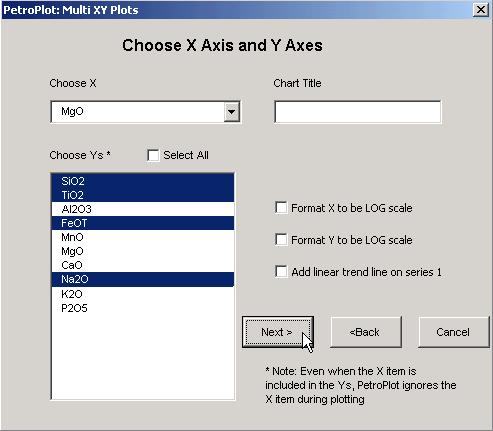 PetroPlot: Multi XY Plots
Choose X Axis and Y Axes
Choose X
Chart Title
MgO
Choose Ys *
Select All
SiO2
TiO2
Al2O3
FeOT
MnO
MgO
CaO
Na2O
K2O
P2O5
Format X to be LOG scale
Format Y to be LOG scale
Add linear trend line on series 1
Next >
<Back
Cancel
* Note: Even when the X item is
included in the Ys, PetroPlot ignores the
X item during plotting